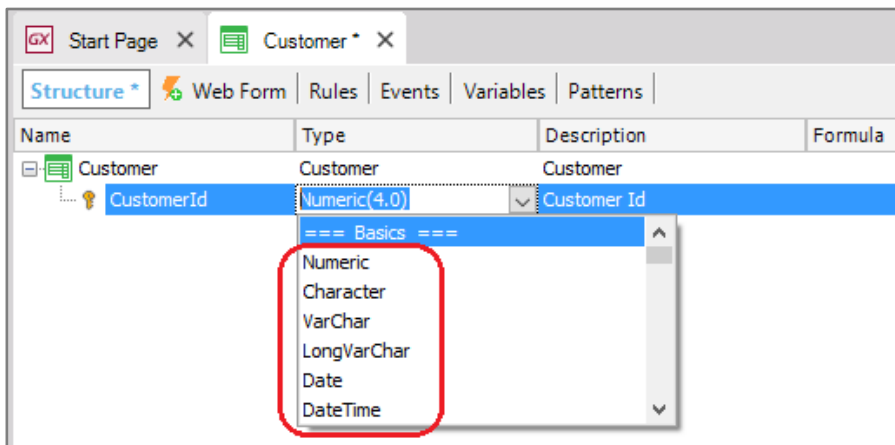 GX Start Page Customer *
Structure * Web Form Rules Events Variables Patterns
Name Type Description Formula
Customer Customer Customer
CustomerId Numeric(4.0) Customer Id
=== Basics ===
Numeric
Character
VarChar
LongVarChar
Date
DateTime